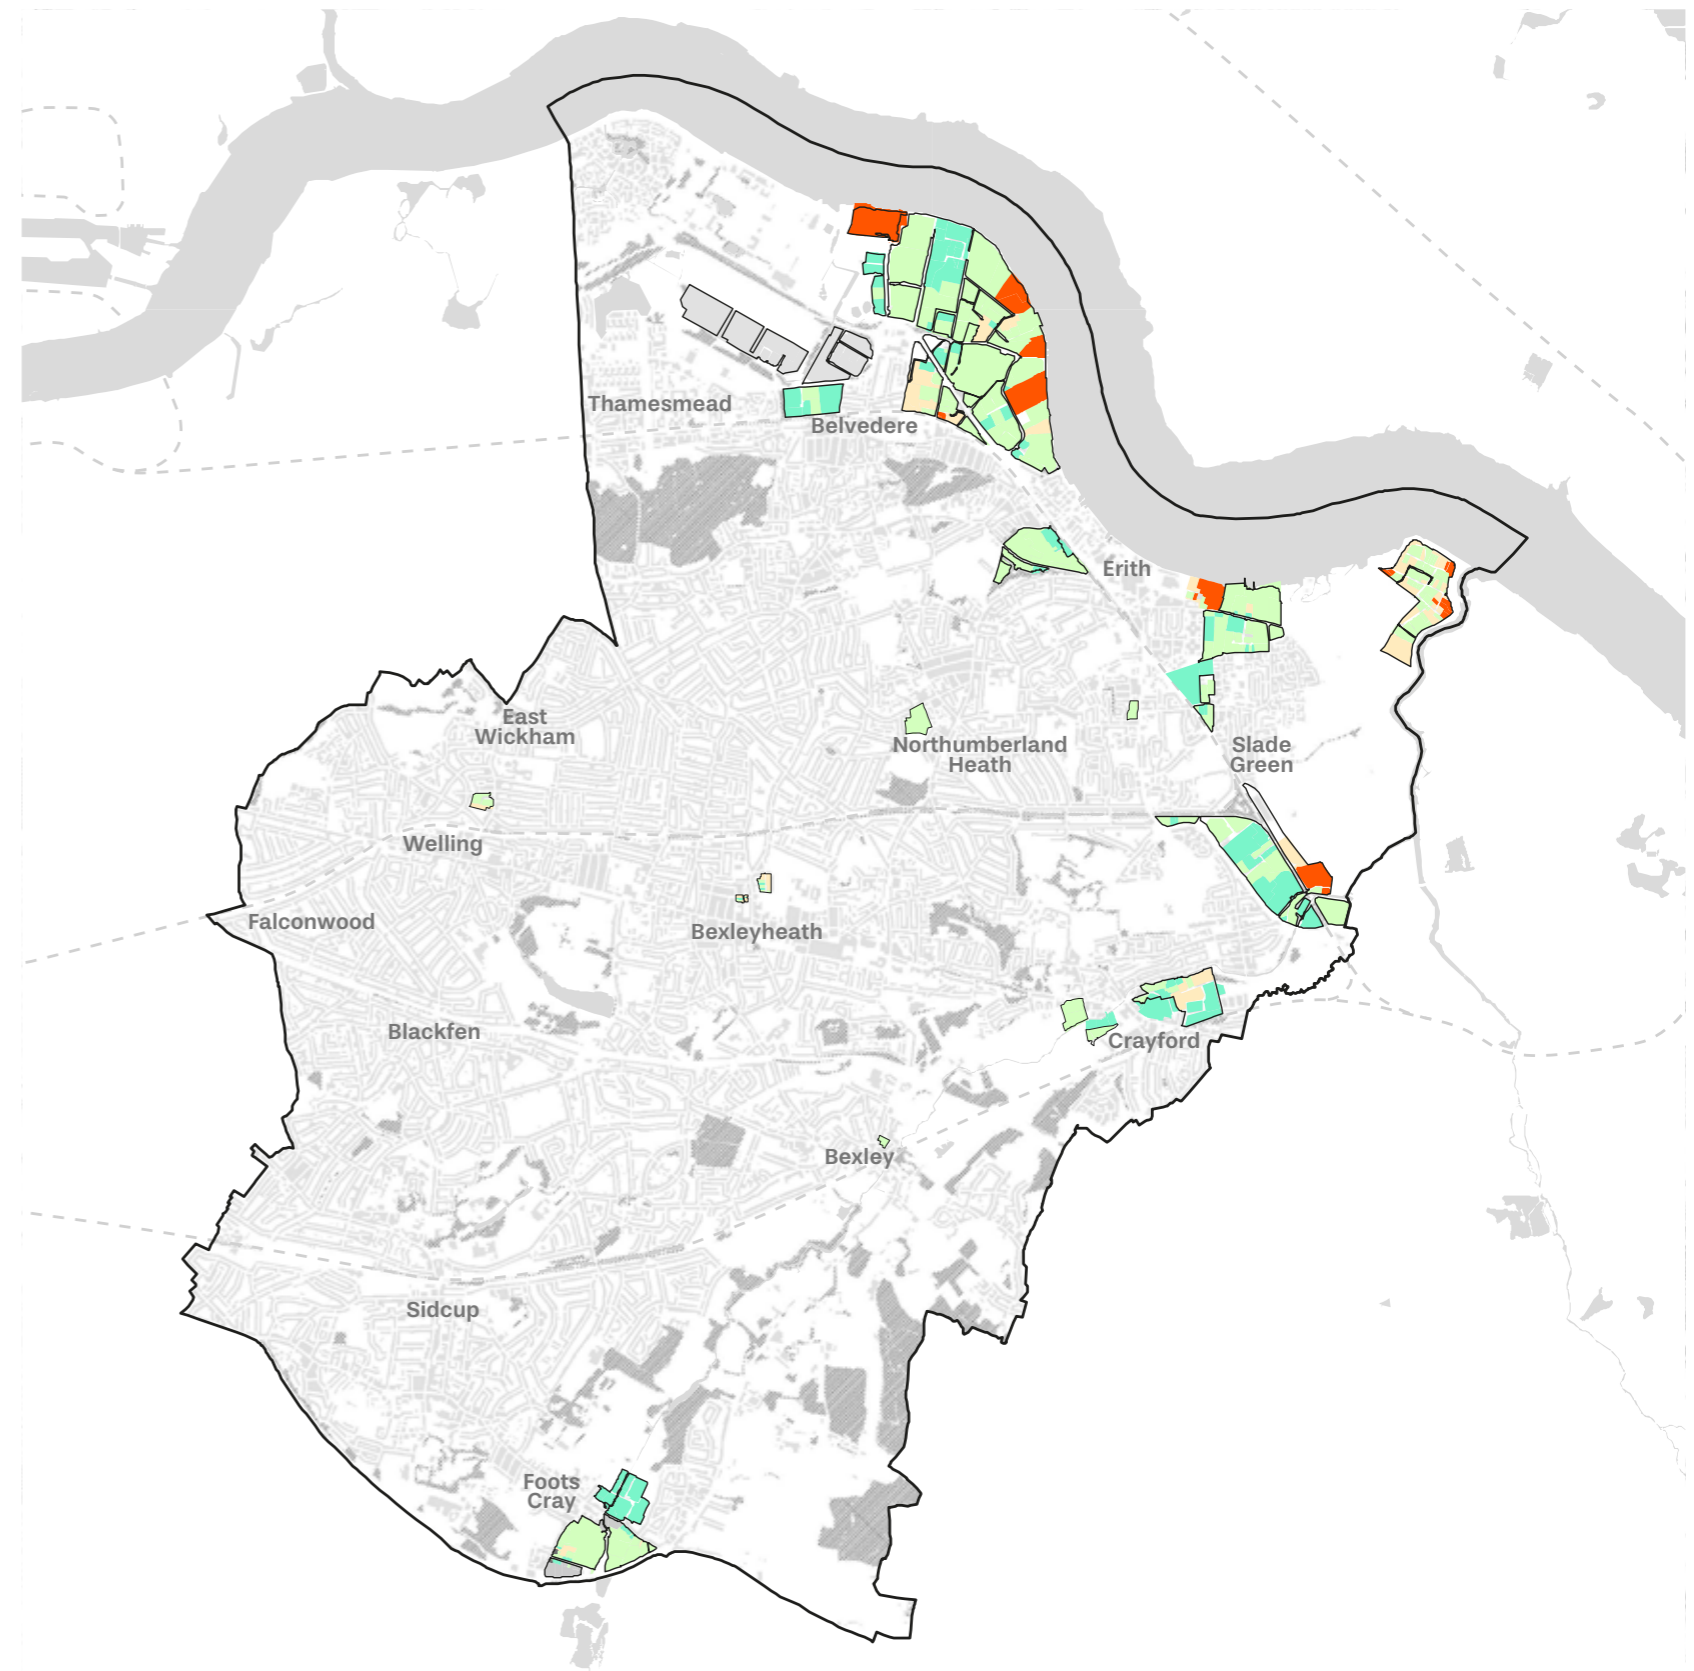 Thamesmead
Belvedere
Erith
East
Wickham
Northumberland
Heath
Slade
Green
Welling
Falconwood
Bexleyheath
Blackfen
Crayford
Bexley
Sidcup
Foots
Cray